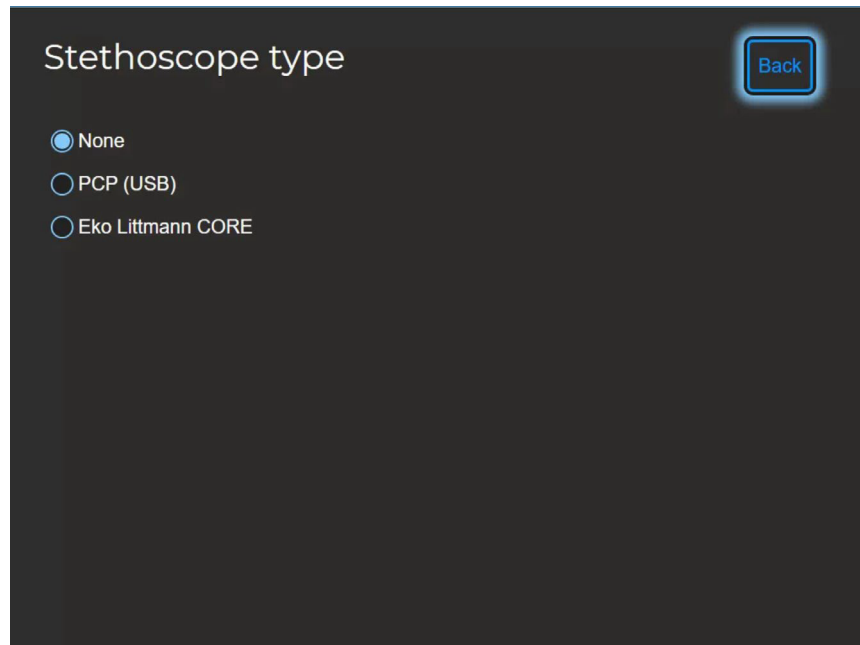 Stethoscope type
Back
None
PCP (USB)
Eko Littmann CORE